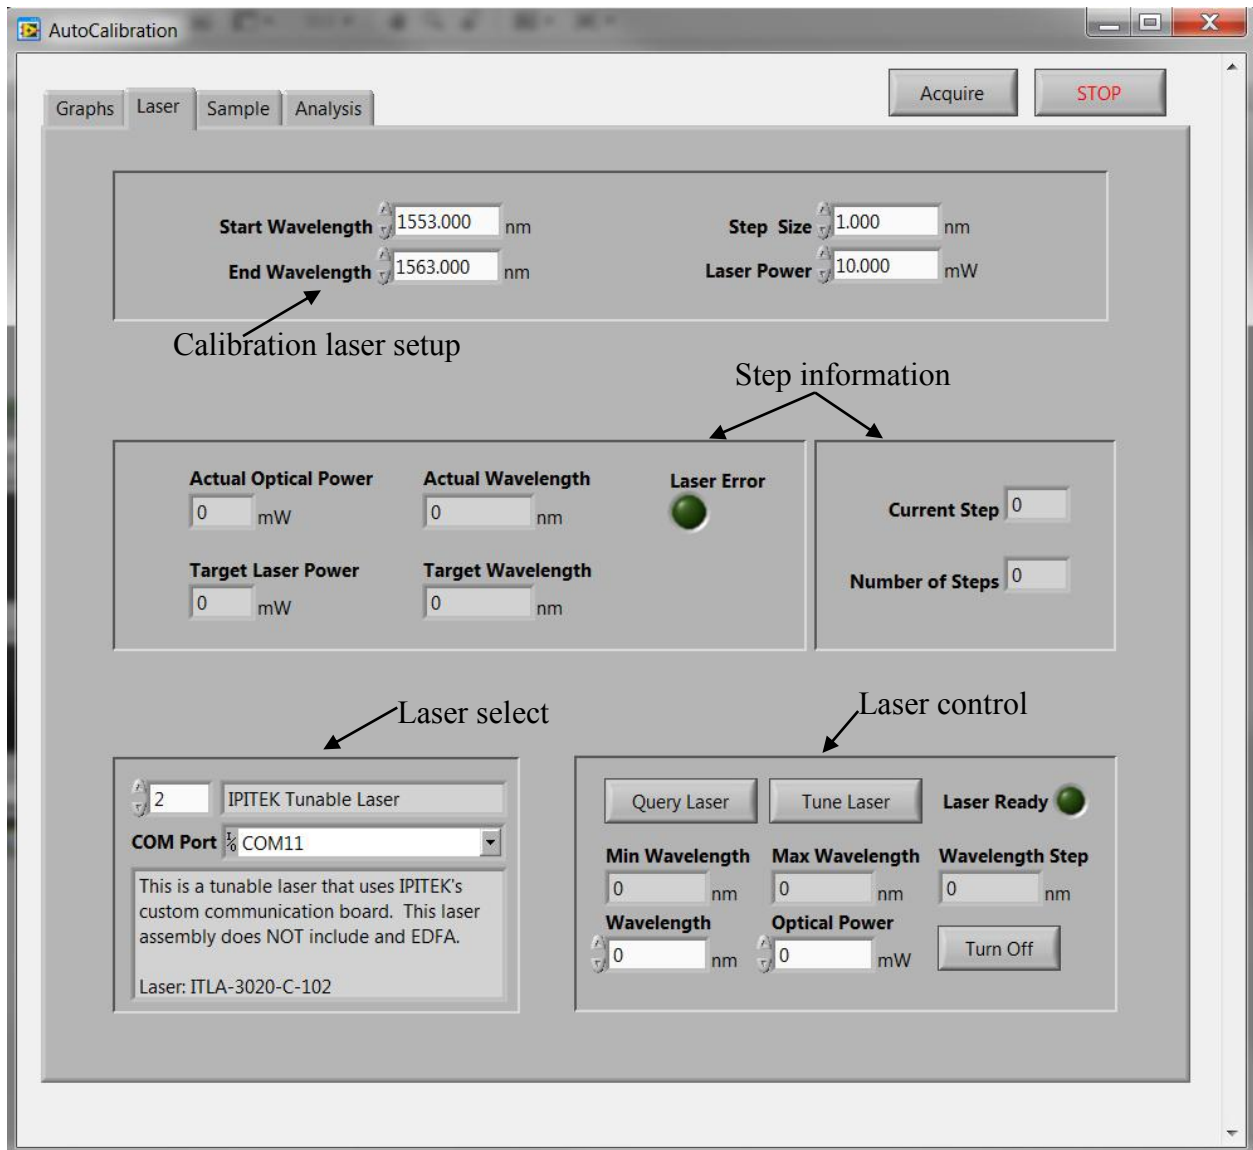 AutoCalibration
Acquire STOP
Graphs Laser Sample Analysis
Start Wavelength 1553.000 nm Step Size 1.000 nm
End Wavelength 1563.000 nm Laser Power 10.000 mW
Calibration laser setup
Step information
Actual Optical Power Actual Wavelength Laser Error
0 mW 0 nm
Current Step 0
Target Laser Power Target Wavelength
0 mW 0 nm
Number of Steps 0
Laser select Laser control
2 IPITEK Tunable Laser
COM Port COM11
This is a tunable laser that uses IPITEK's
custom communication board. This laser
assembly does NOT include and EDFA.
Laser: ITLA-3020-C-102
Query Laser Tune Laser Laser Ready
Min Wavelength Max Wavelength Wavelength Step
0 nm 0 nm 0 nm
Wavelength Optical Power
0 nm 0 mW Turn Off